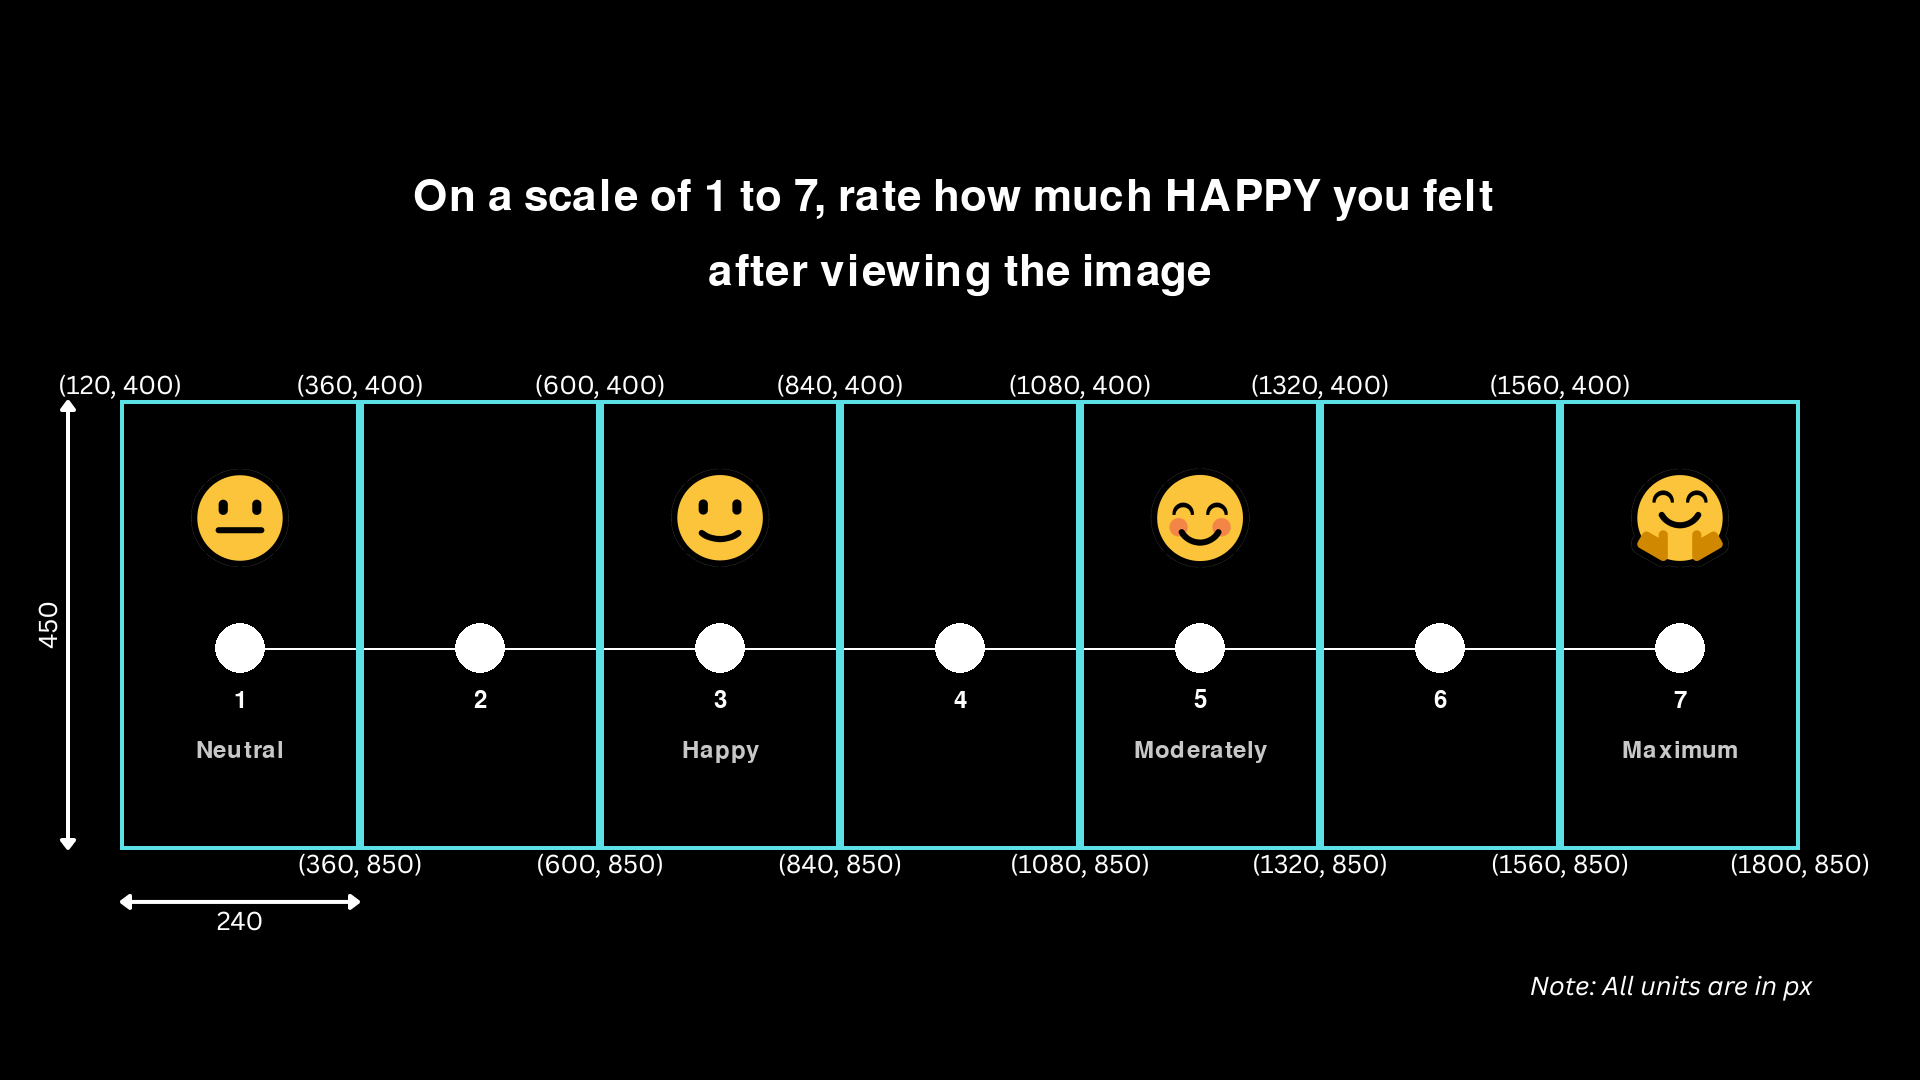 On a scale of 1 to 7, rate how much HAPPY you felt
after viewing the image
(120, 400) (360, 400) (600, 400) (840, 400) (1080, 400) (1320, 400) (1560, 400)
450
1 2 3 4 5 6 7
Neutral Happy Moderately Maximum
(360, 850) (600, 850) (840, 850) (1080, 850) (1320, 850) (1560, 850) (1800, 850)
240
Note: All units are in px